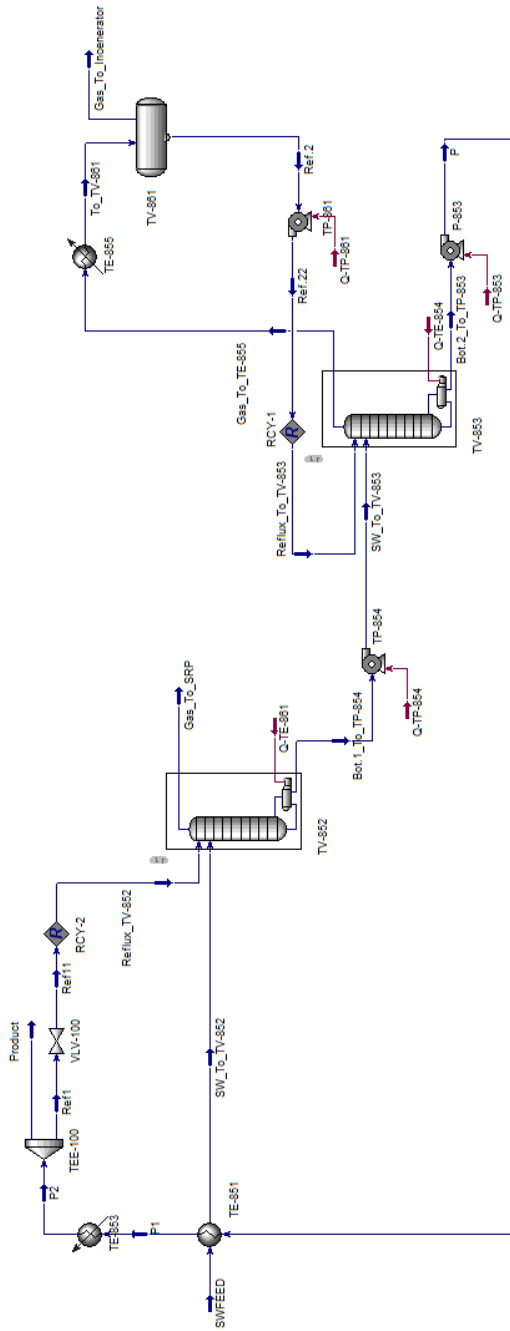 SWFEED
TE-851
P1
TE-853
P2
TEE-100
Product
Ref1
VLV-100
Ref11
R
RCY-2
Reflux_TV-852
SW_To_TV-852
TV-852
Gas_To_SRP
Q-TE-861
Bot.1_To_TP-854
TP-854
Q-TP-854
SW_To_TV-853
Reflux_To_TV-853
R
RCY-1
Ref.22
TP-861
Q-TP-861
Ref.2
TV-861
Gas_To_Incenerator
To_TV-861
TE-855
Gas_To_TE-855
TV-853
Q-TE-854
Bot.2_To_TP-853
P-853
Q-TP-853
P